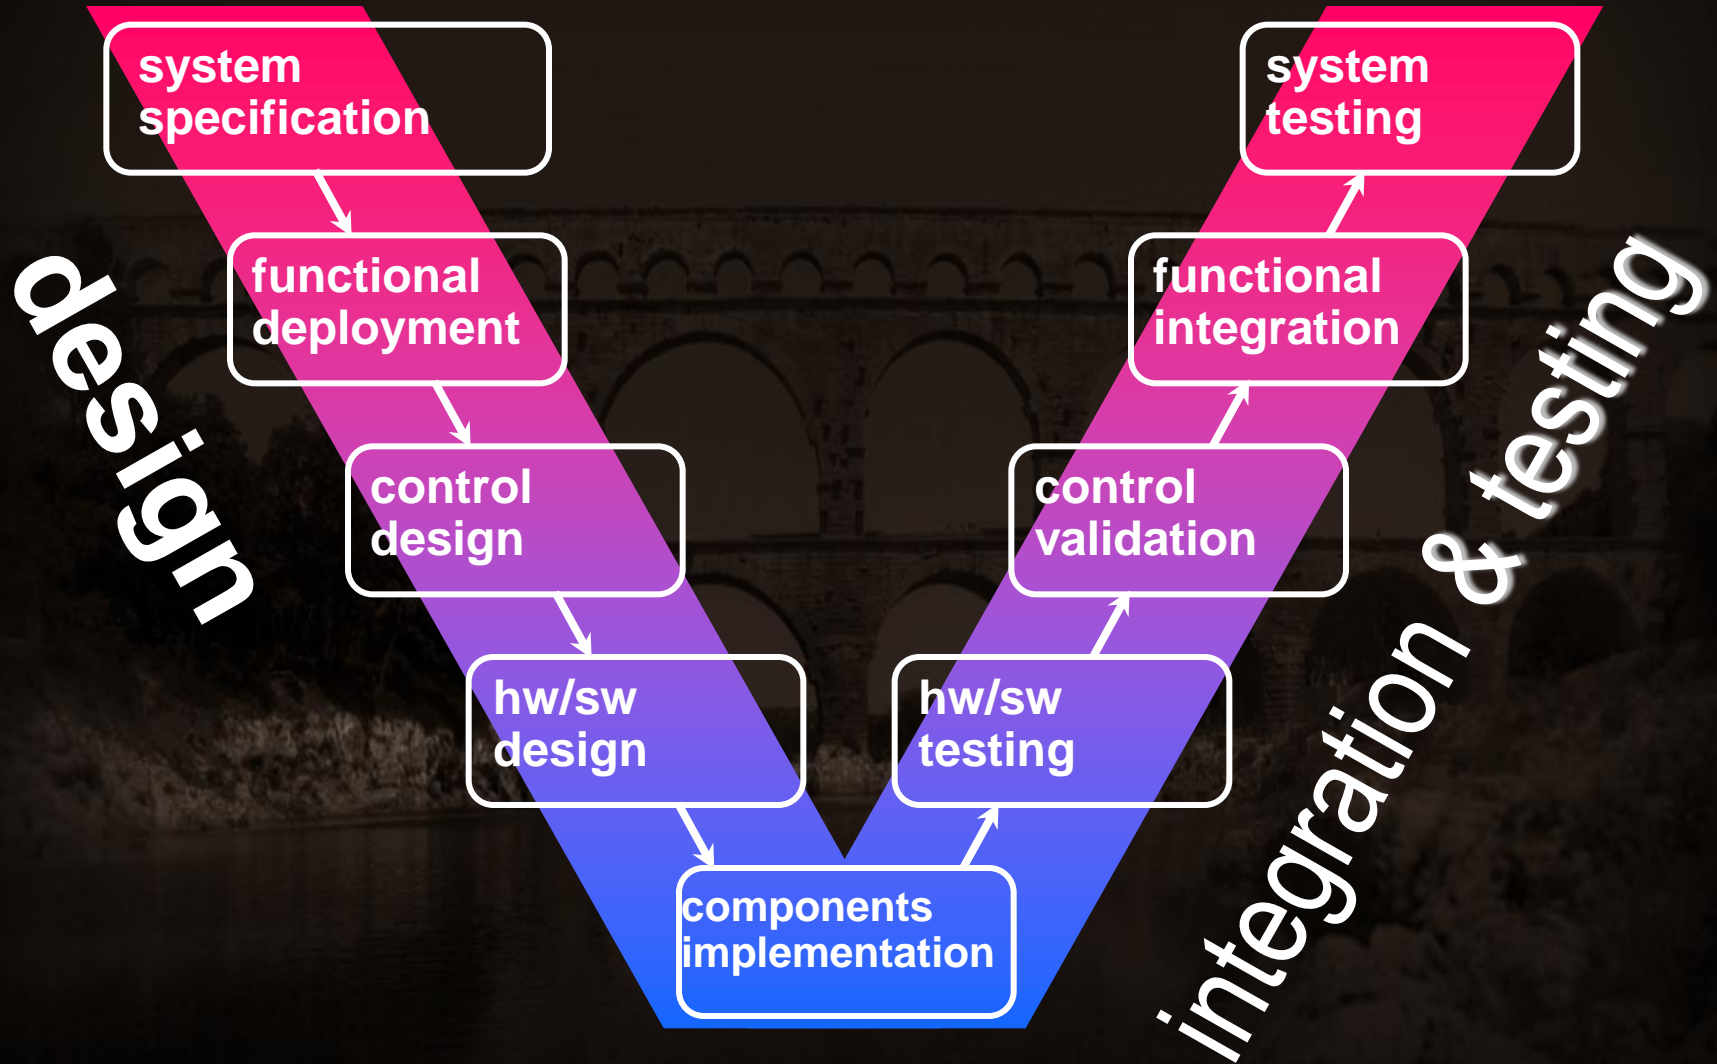 system
specification
functional
deployment
control
design
hw/sw
design
components
implementation
hw/sw
testing
control
validation
functional
integration
system
testing
design
integration & testing